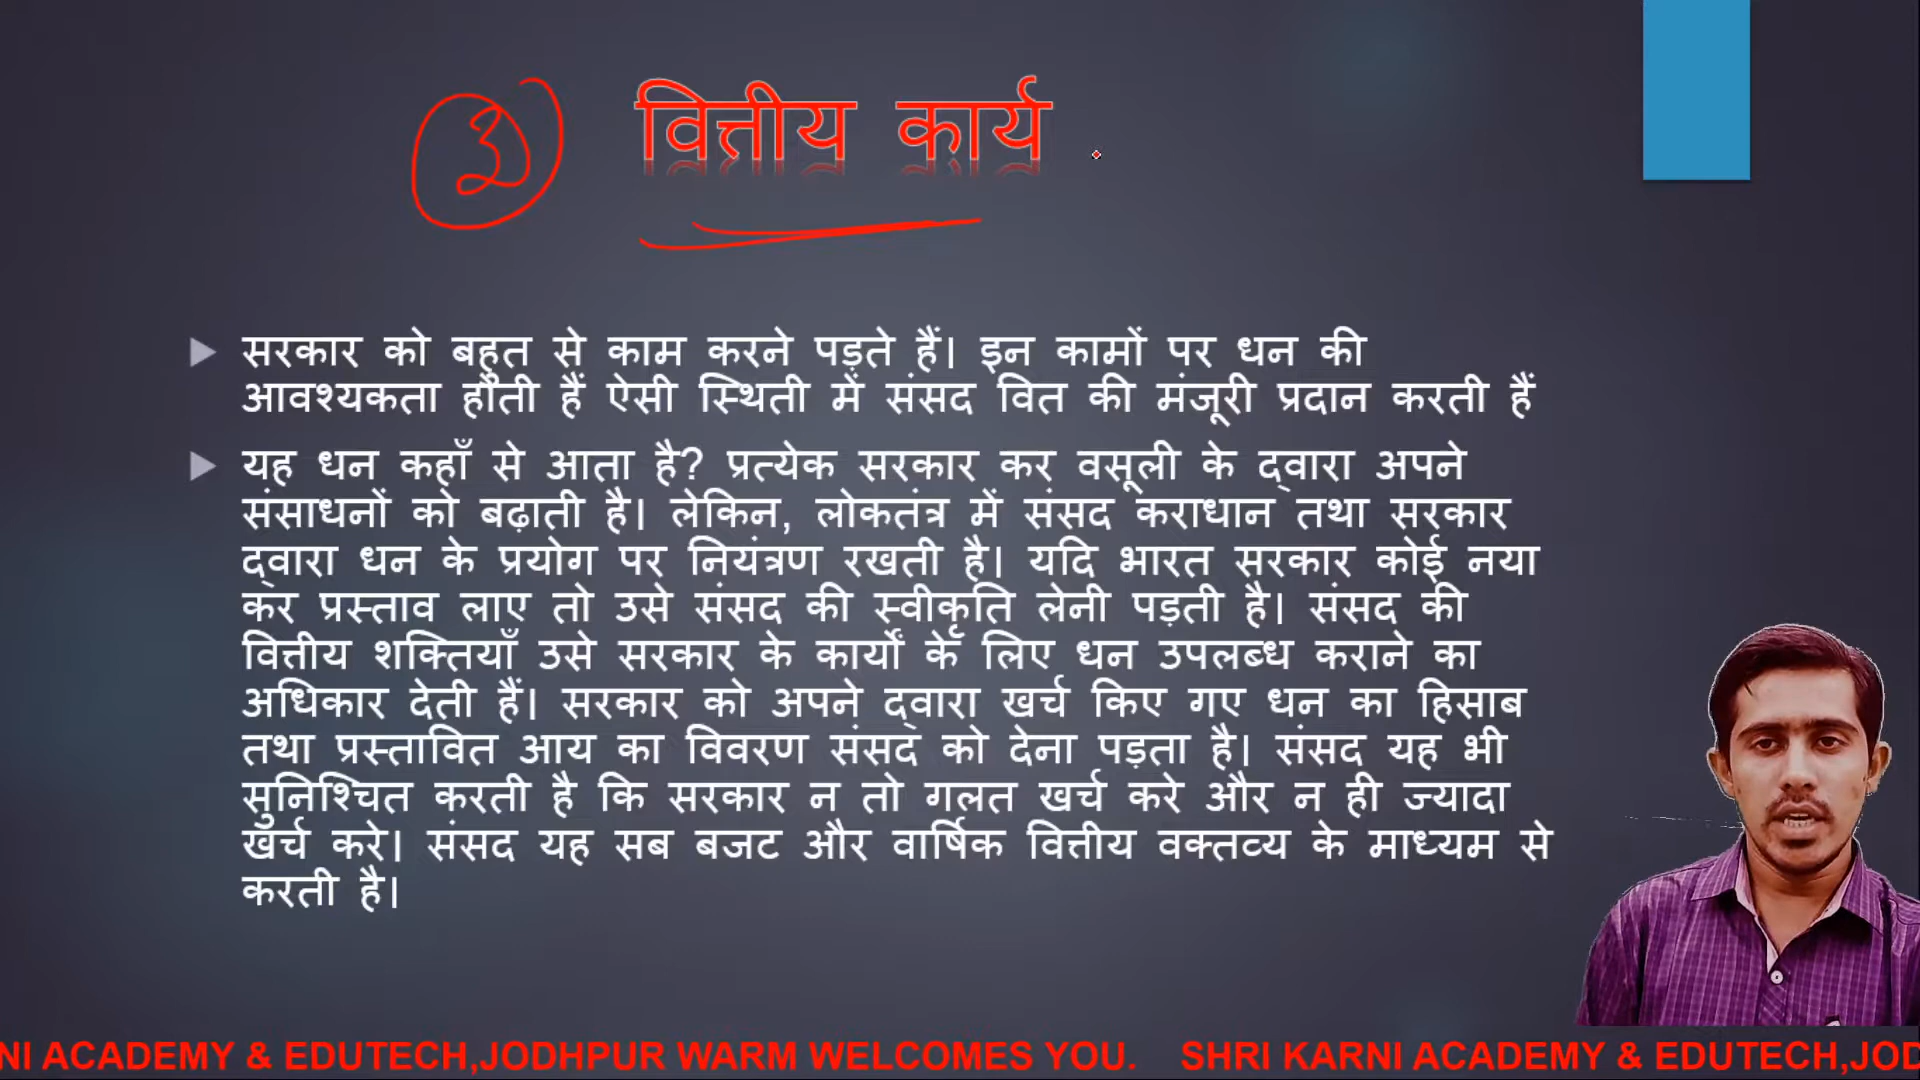 ३ वित्तीय कार्य
सरकार को बहुत से काम करने पड़ते हैं। इन कामों पर धन की
आवश्यकता होती हैं ऐसी स्थिती में संसद वित की मंजूरी प्रदान करती हैं
यह धन कहाँ से आता है? प्रत्येक सरकार कर वसूली के द्वारा अपने
संसाधनों को बढ़ाती है। लेकिन, लोकतंत्र में संसद कराधान तथा सरकार
द्वारा धन के प्रयोग पर नियंत्रण रखती है। यदि भारत सरकार कोई नया
कर प्रस्ताव लाए तो उसे संसद की स्वीकृति लेनी पड़ती है। संसद की
वित्तीय शक्तियाँ उसे सरकार के कार्यों के लिए धन उपलब्ध कराने का
अधिकार देती हैं। सरकार को अपने द्वारा खर्च किए गए धन का हिसाब
तथा प्रस्तावित आय का विवरण संसद को देना पड़ता है। संसद यह भी
सुनिश्चित करती है कि सरकार न तो गलत खर्च करे और न ही ज्यादा
खर्च करे। संसद यह सब बजट और वार्षिक वित्तीय वक्तव्य के माध्यम से
करती है।
NI ACADEMY & EDUTECH,JODHPUR WARM WELCOMES YOU. SHRI KARNI ACADEMY & EDUTECH,JOD